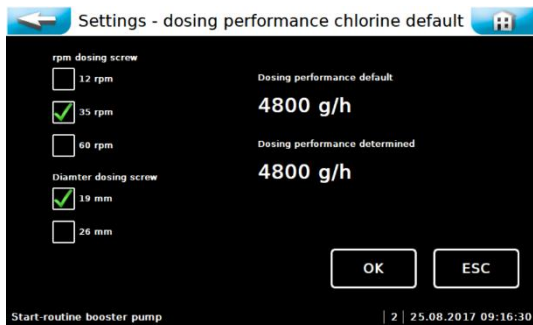 Settings - dosing performance chlorine default
rpm dosing screw
12 rpm
35 rpm
60 rpm
Diamter dosing screw
19 mm
26 mm
Dosing performance default
4800 g/h
Dosing performance determined
4800 g/h
OK
ESC
Start-routine booster pump
2
25.08.2017 09:16:30